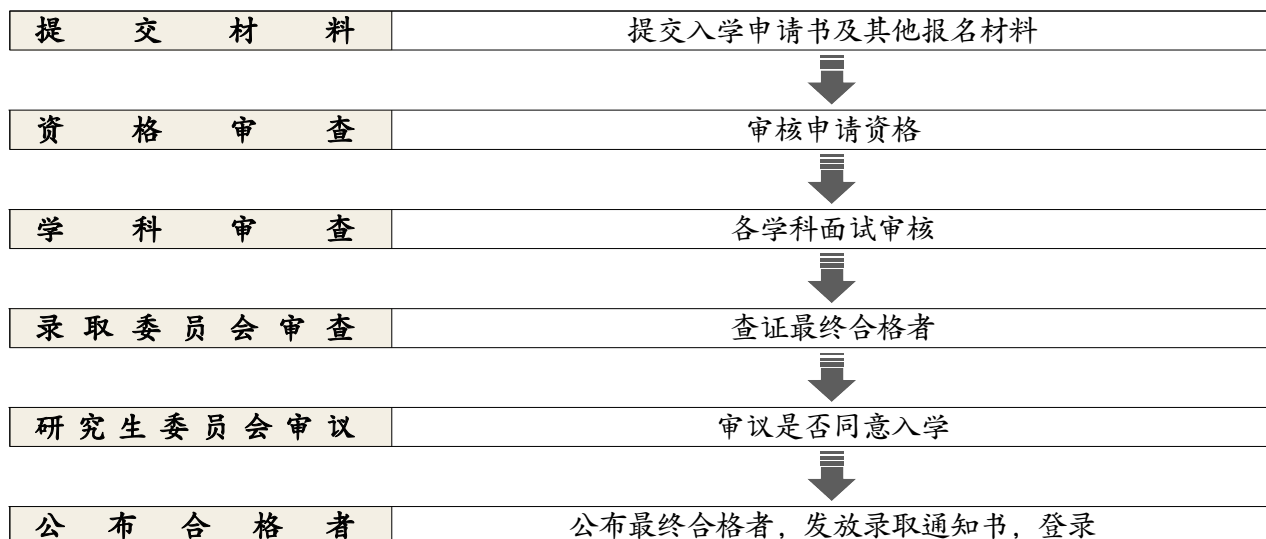 提交材料 提交入学申请书及其他报名材料
资格审查 审核申请资格
学科审查 各学科面试审核
录取委员会审查 查证最终合格者
研究生委员会审议 审议是否同意入学
公布合格者 公布最终合格者，发放录取通知书，登录